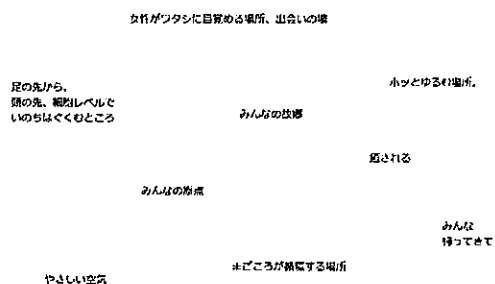 女性がワタシに目覚める場所、出会いの場
ホッとゆるむ場所。
足の先から、
頭の先、細胞レベルで
いのちはぐくむところ
みんなの故郷
癒される
みんなの原点
みんな
帰ってきて
まごころが循環する場所
やさしい空気